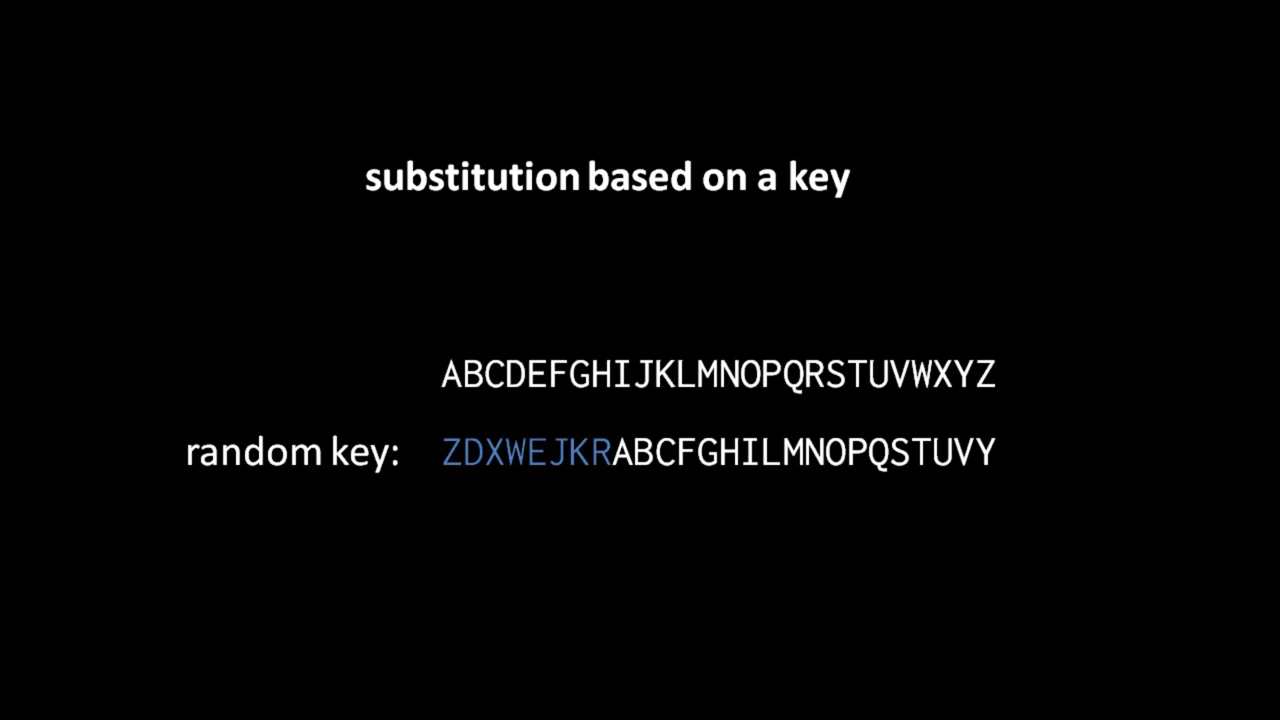 substitution based on a key
ABCDEFGHIJKLMNOPQRSTUVWXYZ
random key: ZDXWEJKRABCFGHILMNOPQSTUVY